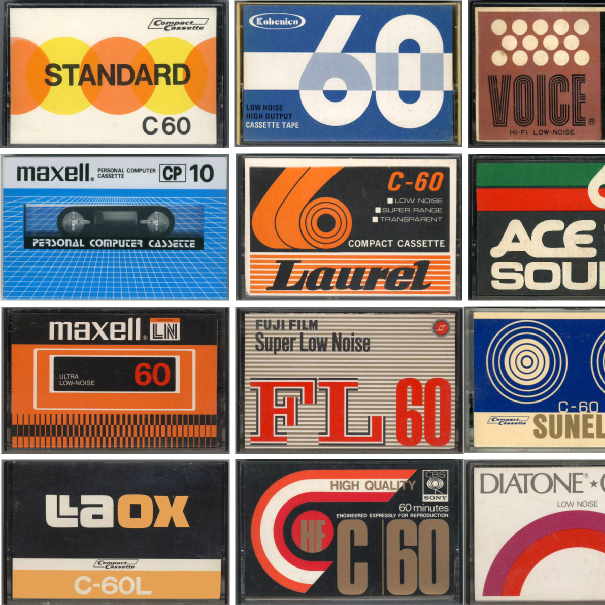 Compact
Cassette
STANDARD
C60
Kobenica
60
LOW NOISE
HIGH OUTPUT
CASSETTE TAPE
VOICE®
HI-FI LOW-NOISE
maxell®
PERSONAL COMPUTER
CASSETTE
CP 10
PERSONAL COMPUTER CASSETTE
C-60
LOW NOISE
SUPER RANGE
TRANSPARENT
60
COMPACT CASSETTE
Laurel
6
ACE
SOU
maxell® LN
ULTRA
LOW-NOISE
60
FUJI FILM
Super Low Noise
FL 60
C-60
Compact
Cassette
SUNEL
LaOX
Compact
Cassette
C-60L
HIGH QUALITY
CBS
SONY
60 minutes
ENGINEERED EXPRESSLY FOR REPRODUCTION
HF
C 60
DIATONE®★
LOW NOISE